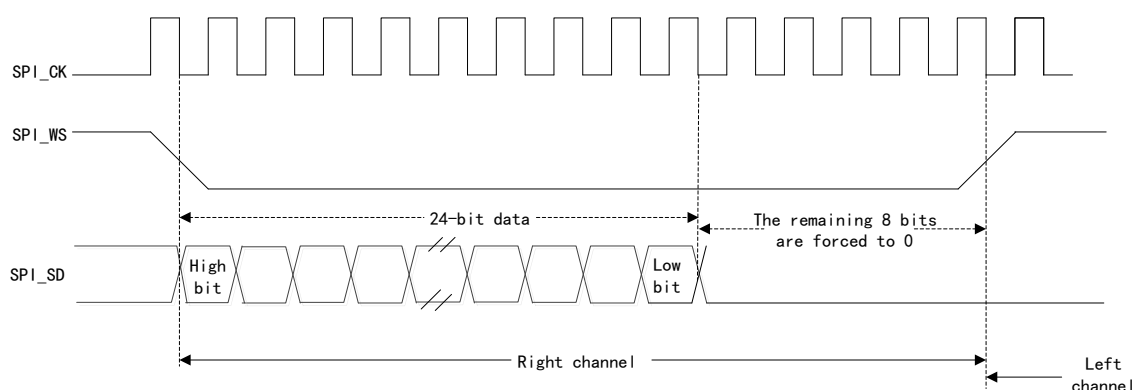 SPI_CK
SPI_WS
24-bit data
The remaining 8 bits
are forced to 0
SPI_SD
High
bit
Low
bit
Right channel
Left
channel